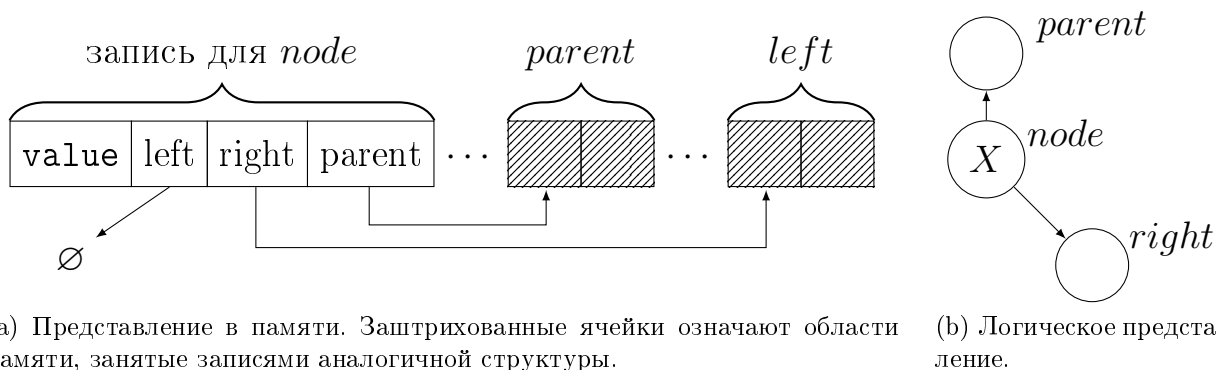 запись для node
parent
left
parent
value
left
right
parent
...
...
node
X
∅
right
a) Представление в памяти. Заштрихованные ячейки означают области
амяти, занятые записями аналогичной структуры.
(b) Логическое предста
ление.